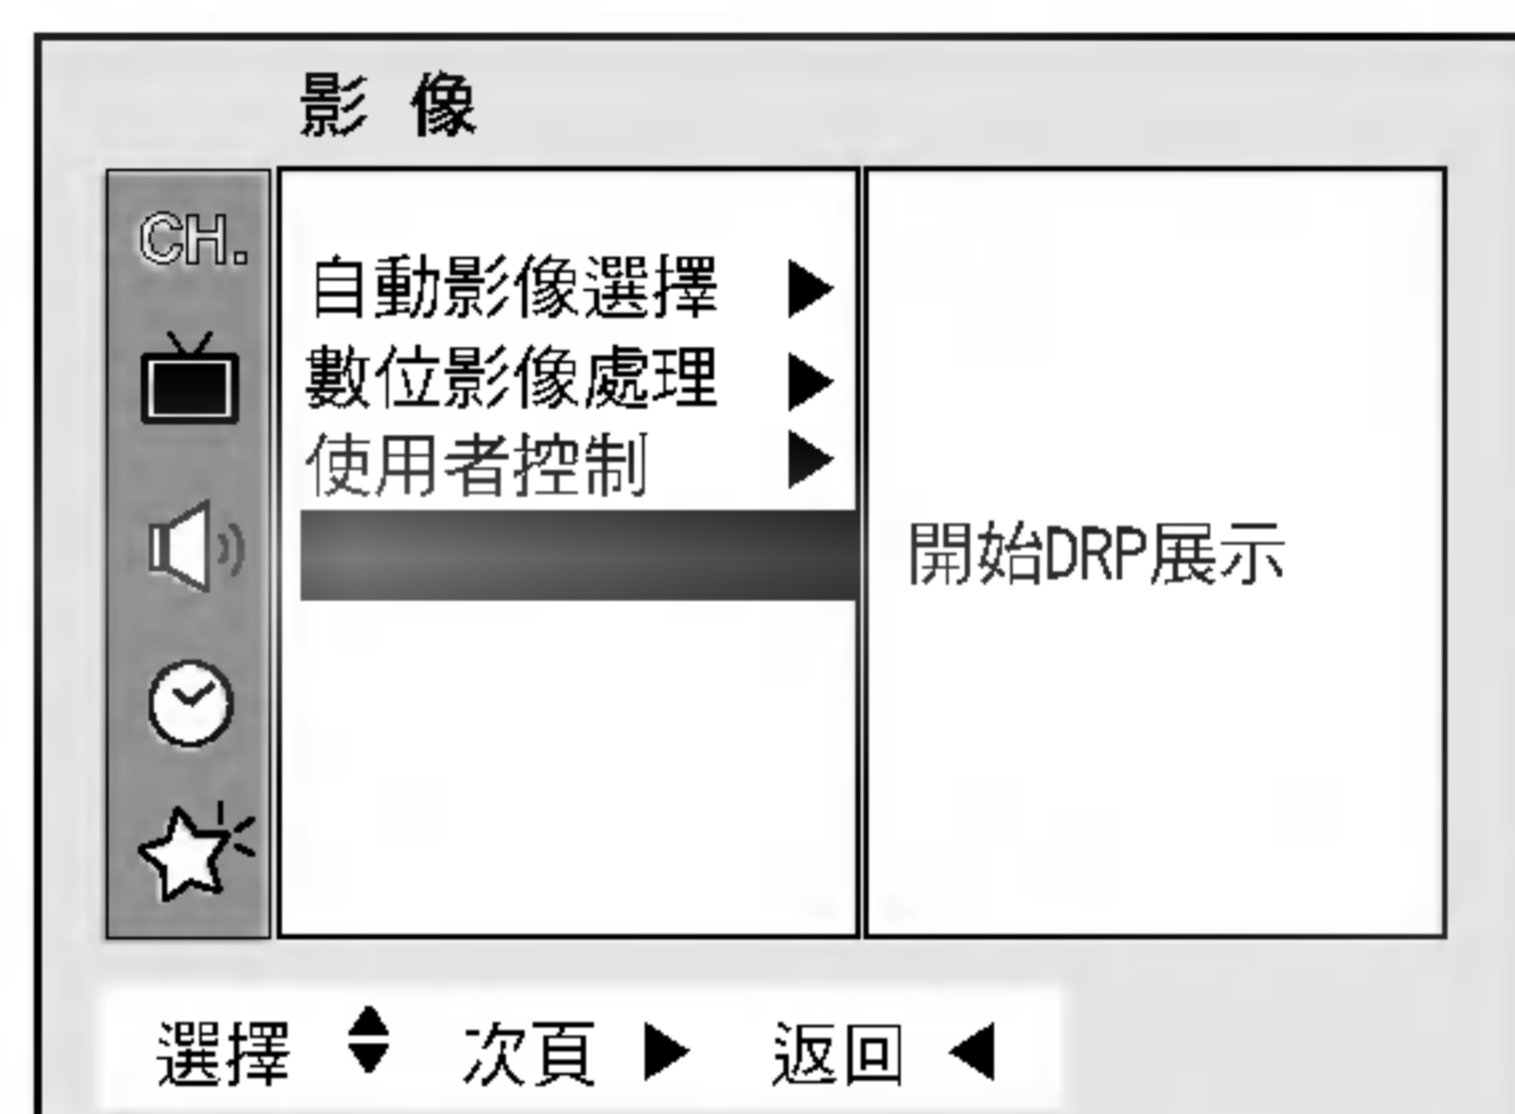 影像
CH.
自動影像選擇 ▶
數位影像處理 ▶
使用者控制 ▶
開始DRP展示
選擇 ◆ 次頁 ▶ 返回 ◀